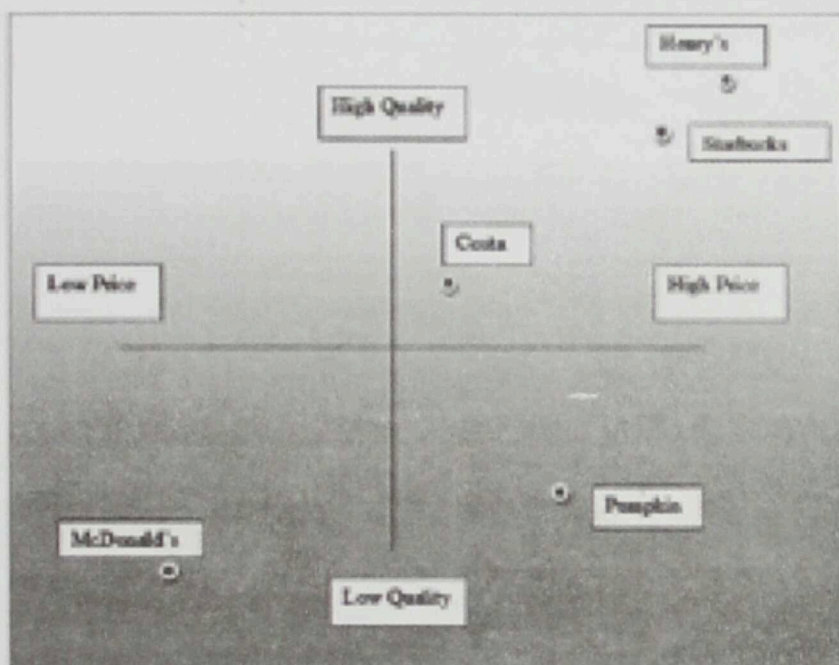 Henry's
High Quality
Starbucks
Costa
Low Price
High Price
Pumpkin
McDonald's
Low Quality